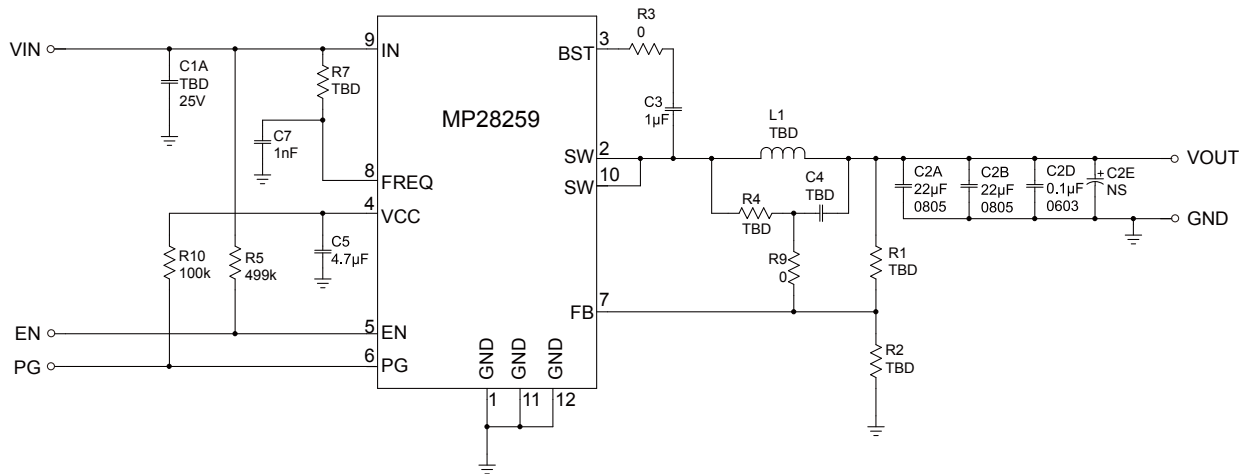 R3
0
VIN
9
IN
3
BST
C1A
TBD
25V
R7
TBD
C3
1µF
MP28259
L1
TBD
C7
1nF
SW
2
VOUT
8
FREQ
SW
10
C4
TBD
C2A
22µF
0805
C2B
22µF
0805
C2D
0.1µF
0603
+
C2E
NS
R4
TBD
4
VCC
GND
R10
100k
R5
499k
C5
4.7µF
R9
0
R1
TBD
FB
7
EN
5
EN
PG
6
PG
GND
GND
GND
R2
TBD
1
11
12